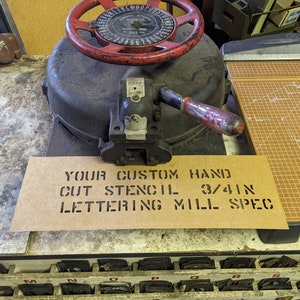 YOUR CUSTOM HAND
CUT STENCIL 3/4IN
LETTERING MILL SPEC